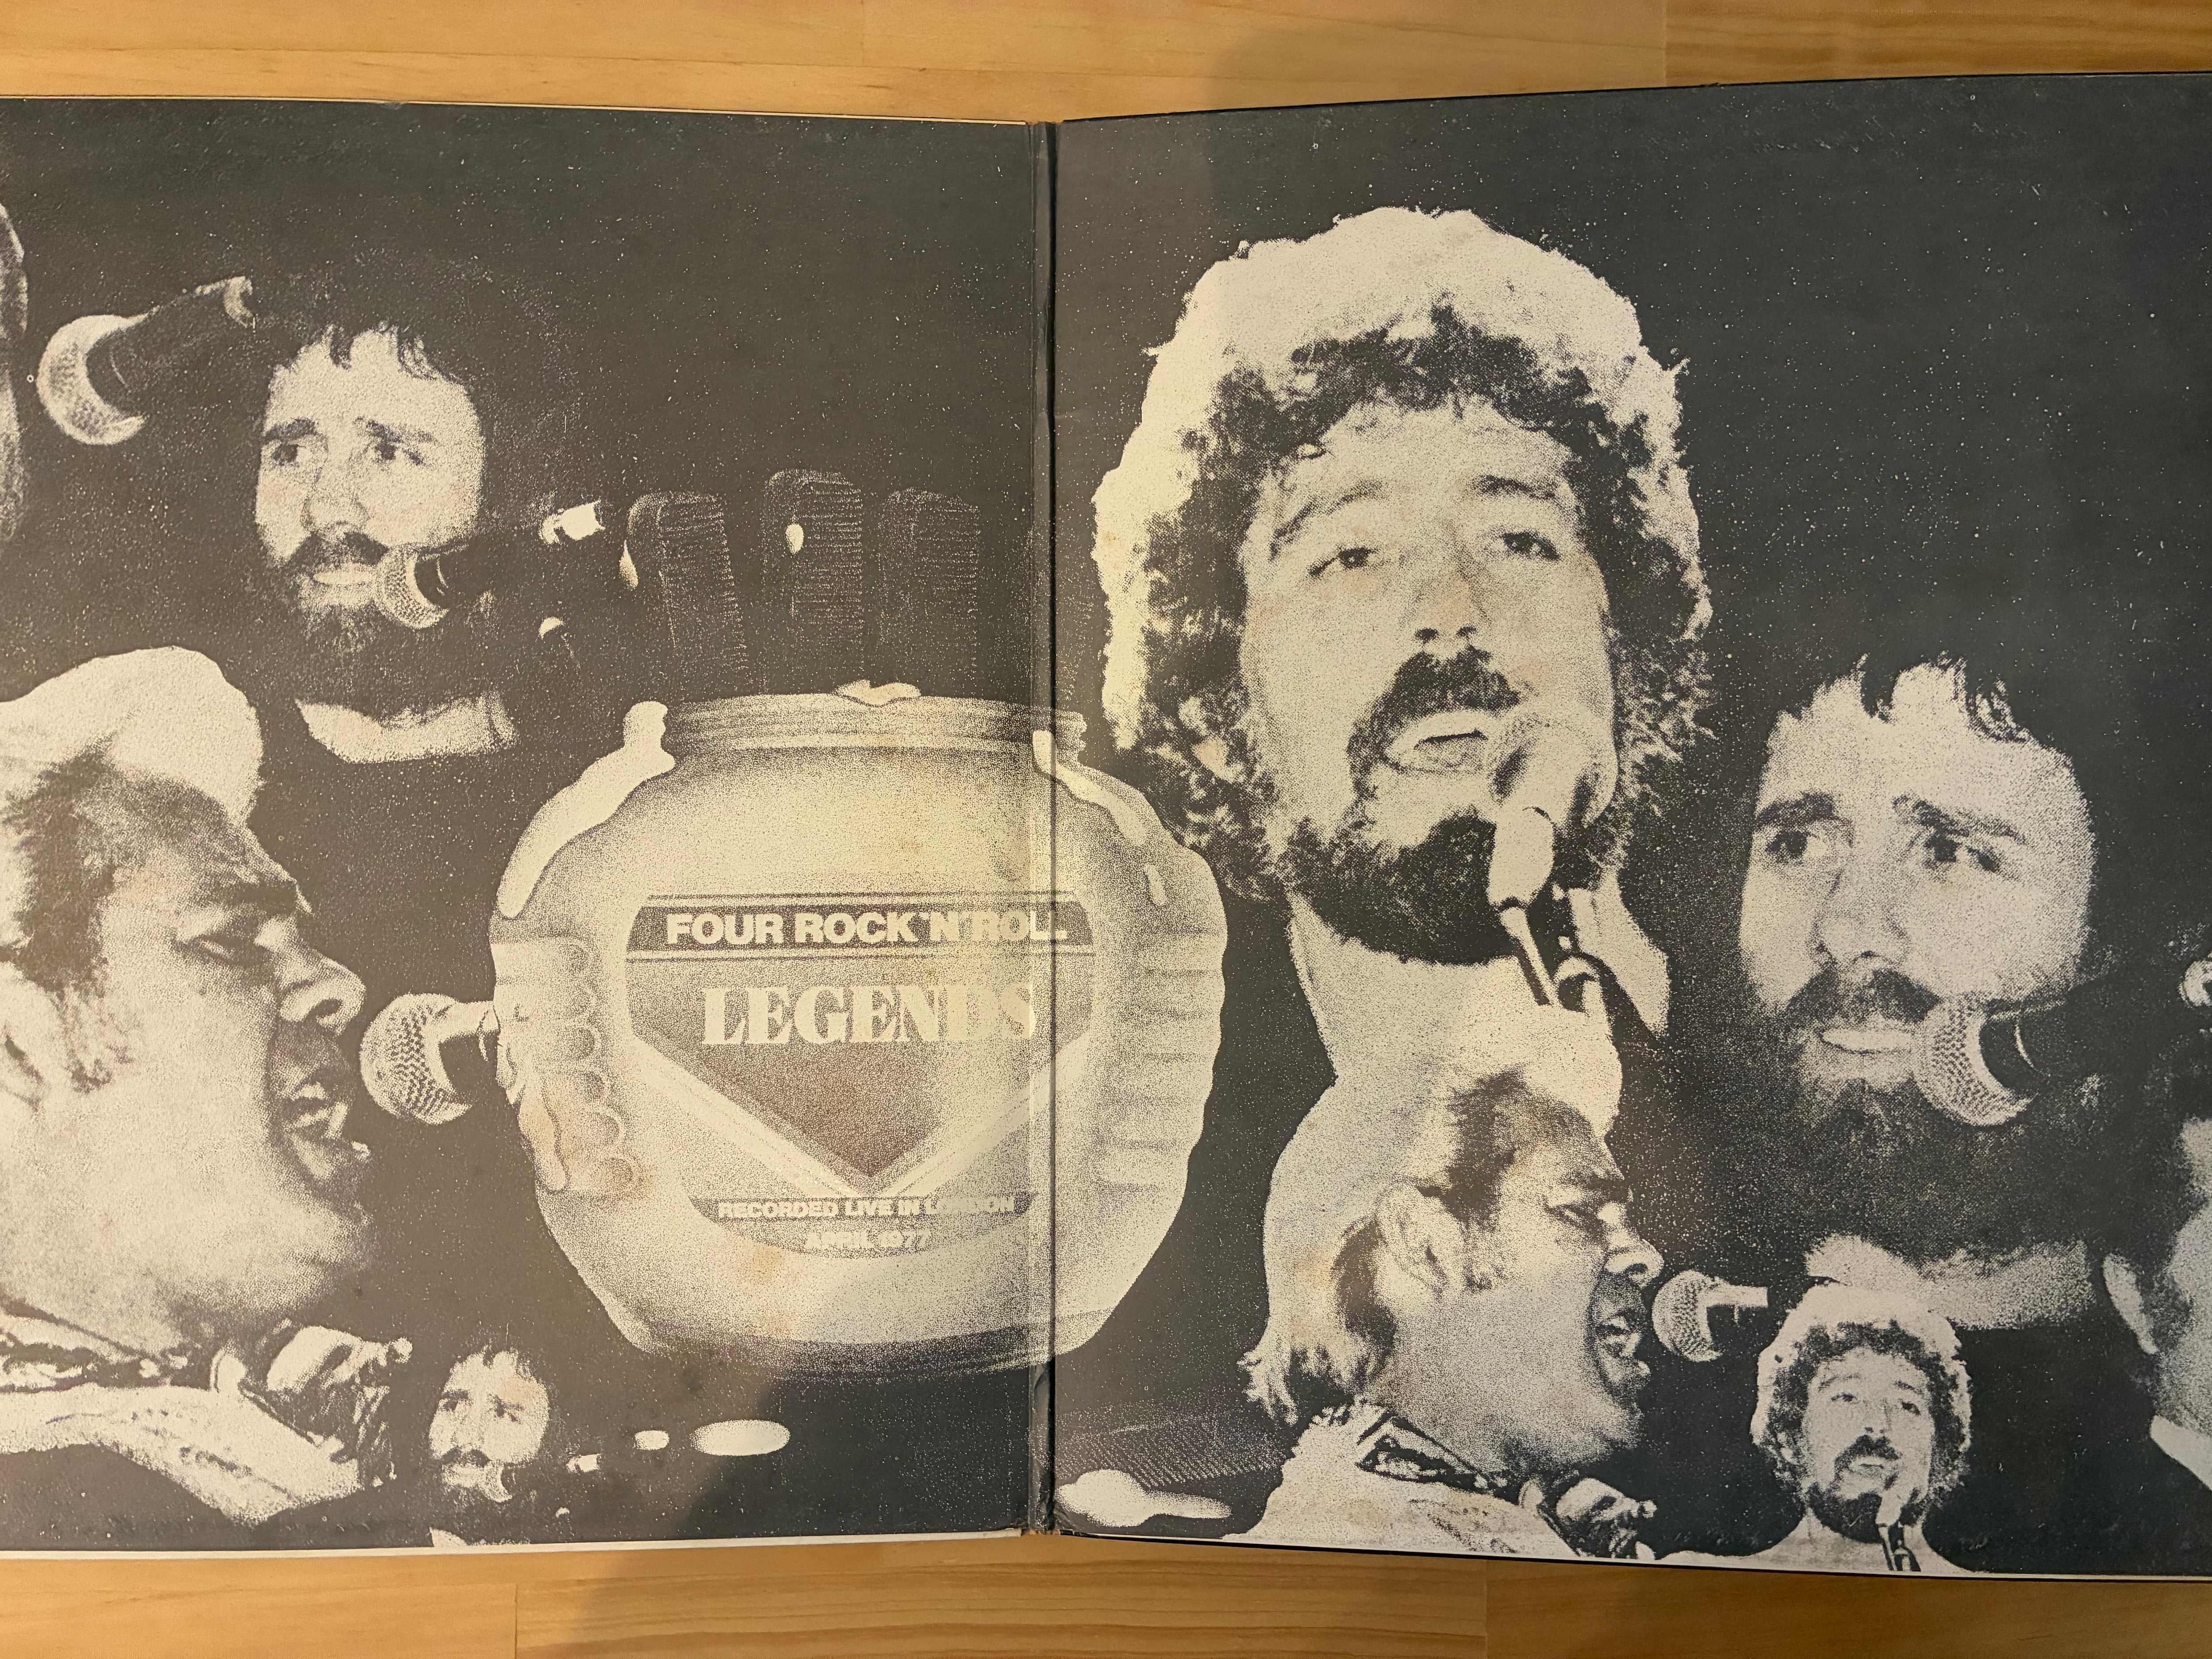 FOUR ROCK'N'ROLL
LEGENDS
RECORDED LIVE IN LONDON
APRIL 1977